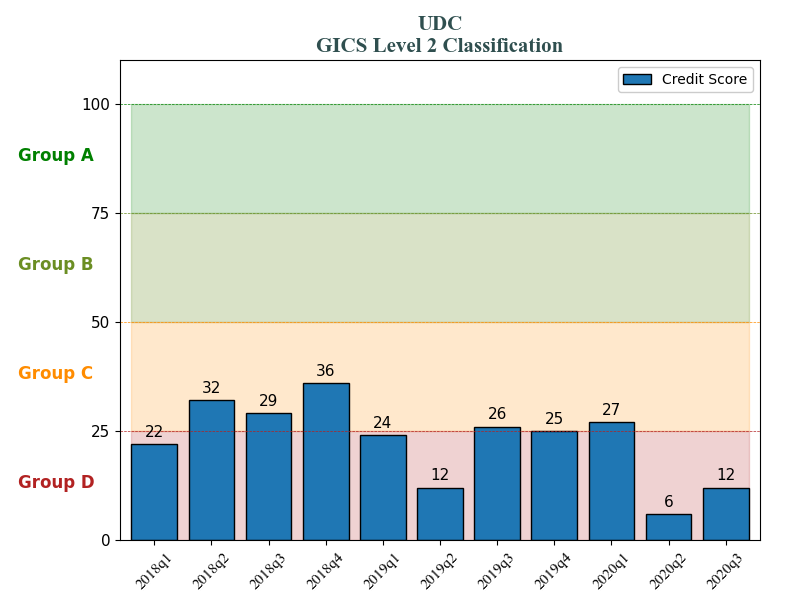 UDC
GICS Level 2 Classification
Credit Score
100
Group A
75
Group B
50
Group C
36
32
29
27
26
25
24
22
25
12
12
Group D
6
0
2018q1 2018q2 2018q3 2018q4 2019q1 2019q2 2019q3 2019q4 2020q1 2020q2 2020q3